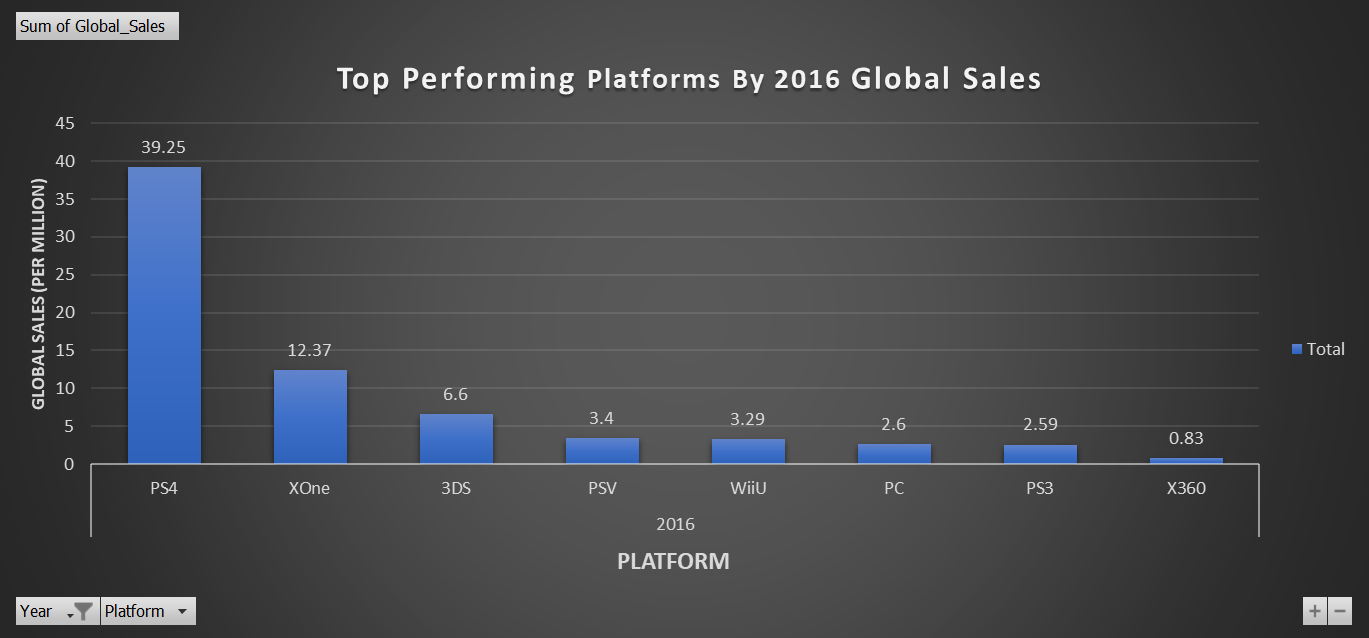 Sum of Global_Sales
Top Performing Platforms By 2016 Global Sales
GLOBAL SALES (PER MILLION)
45
40
35
30
25
20
15
10
5
0
39.25
12.37
6.6
3.4
3.29
2.6
2.59
0.83
PS4 XOne 3DS PSV WiiU PC PS3 X360
2016
PLATFORM
Total
Year Platform
+ −